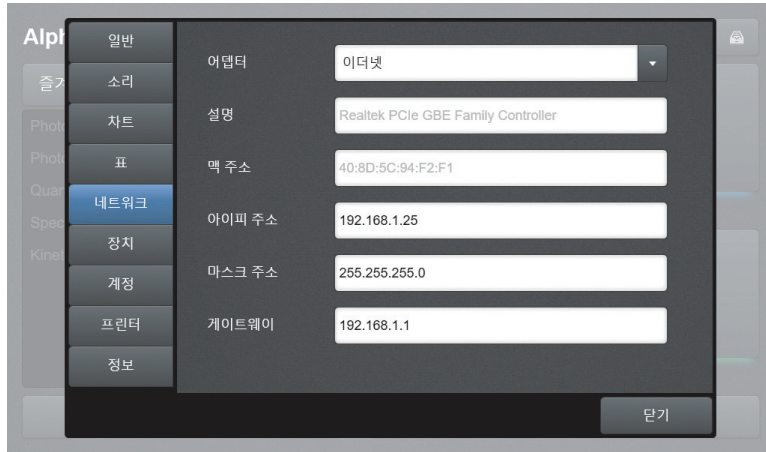 Alph
즐겨
Photo
Photo
Quan
Spec
Kinet
일반
소리
차트
표
네트워크
장치
계정
프린터
정보
어뎁터
이더넷
설명
Realtek PCIe GBE Family Controller
맥 주소
40:8D:5C:94:F2:F1
아이피 주소
192.168.1.25
마스크 주소
255.255.255.0
게이트웨이
192.168.1.1
닫기